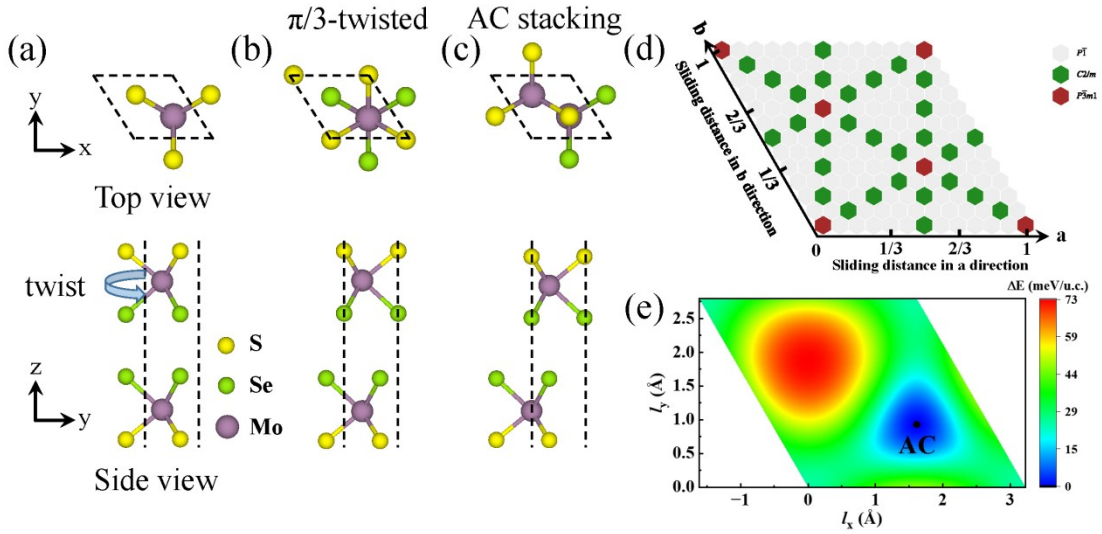 π/3-twisted
AC stacking
(a)
(b)
(c)
y
x
Top view
twist
z
y
Side view
S
Se
Mo
(d)
b
1
2/3
1/3
Sliding distance in b direction
0
1/3
2/3
1
a
Sliding distance in a direction
P1̅
C2/m
P3̅m1
(e)
ΔE (meV/u.c.)
73
59
44
29
15
0
2.5
2.0
1.5
1.0
0.5
0.0
l_y (Å)
AC
−1
0
1
2
3
l_x (Å)